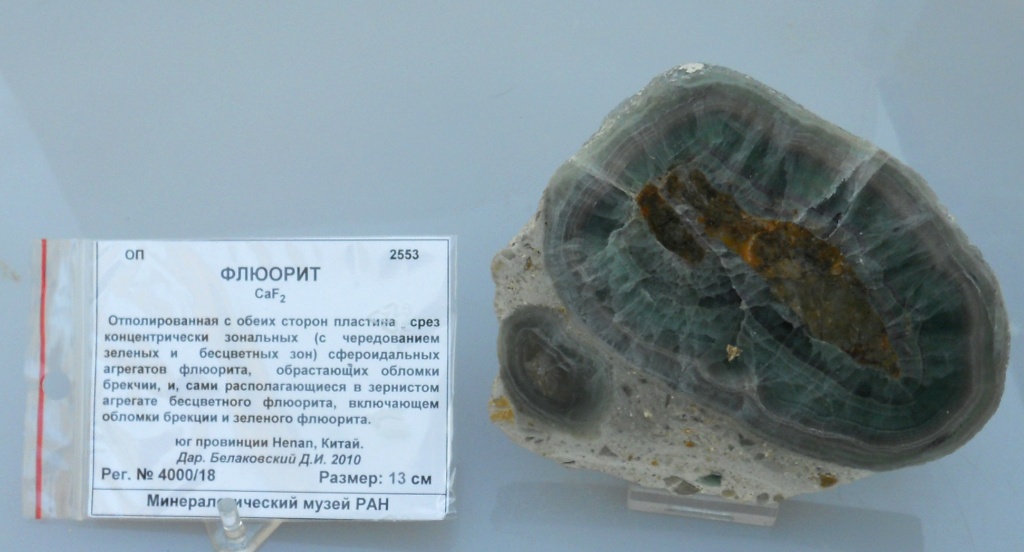 ОП 2553
ФЛЮОРИТ
CaF2
Отполированная с обеих сторон пластина срез
концентрически зональных (с чередованием
зеленых и бесцветных зон) сфероидальных
агрегатов флюорита, обрастающих обломки
брекчии, и, сами располагающиеся в зернистом
агрегате бесцветного флюорита, включающем
обломки брекции и зеленого флюорита.
юг провинции Henan, Китай.
Дар. Белаковский Д.И. 2010
Рег. № 4000/18 Размер: 13 см
Минералогический музей РАН